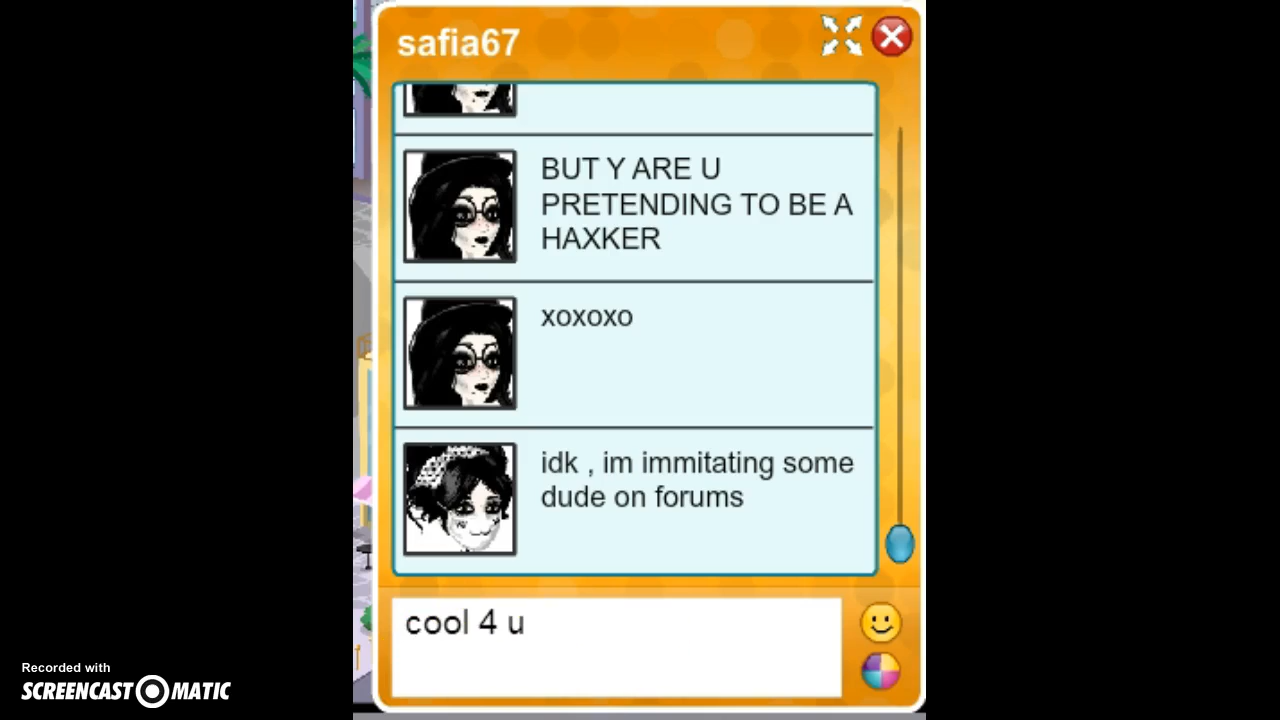 safia67
BUT Y ARE U
PRETENDING TO BE A
HAXKER
xoxoxo
idk , im immitating some
dude on forums
cool 4 u
Recorded with
SCREENCAST O MATIC